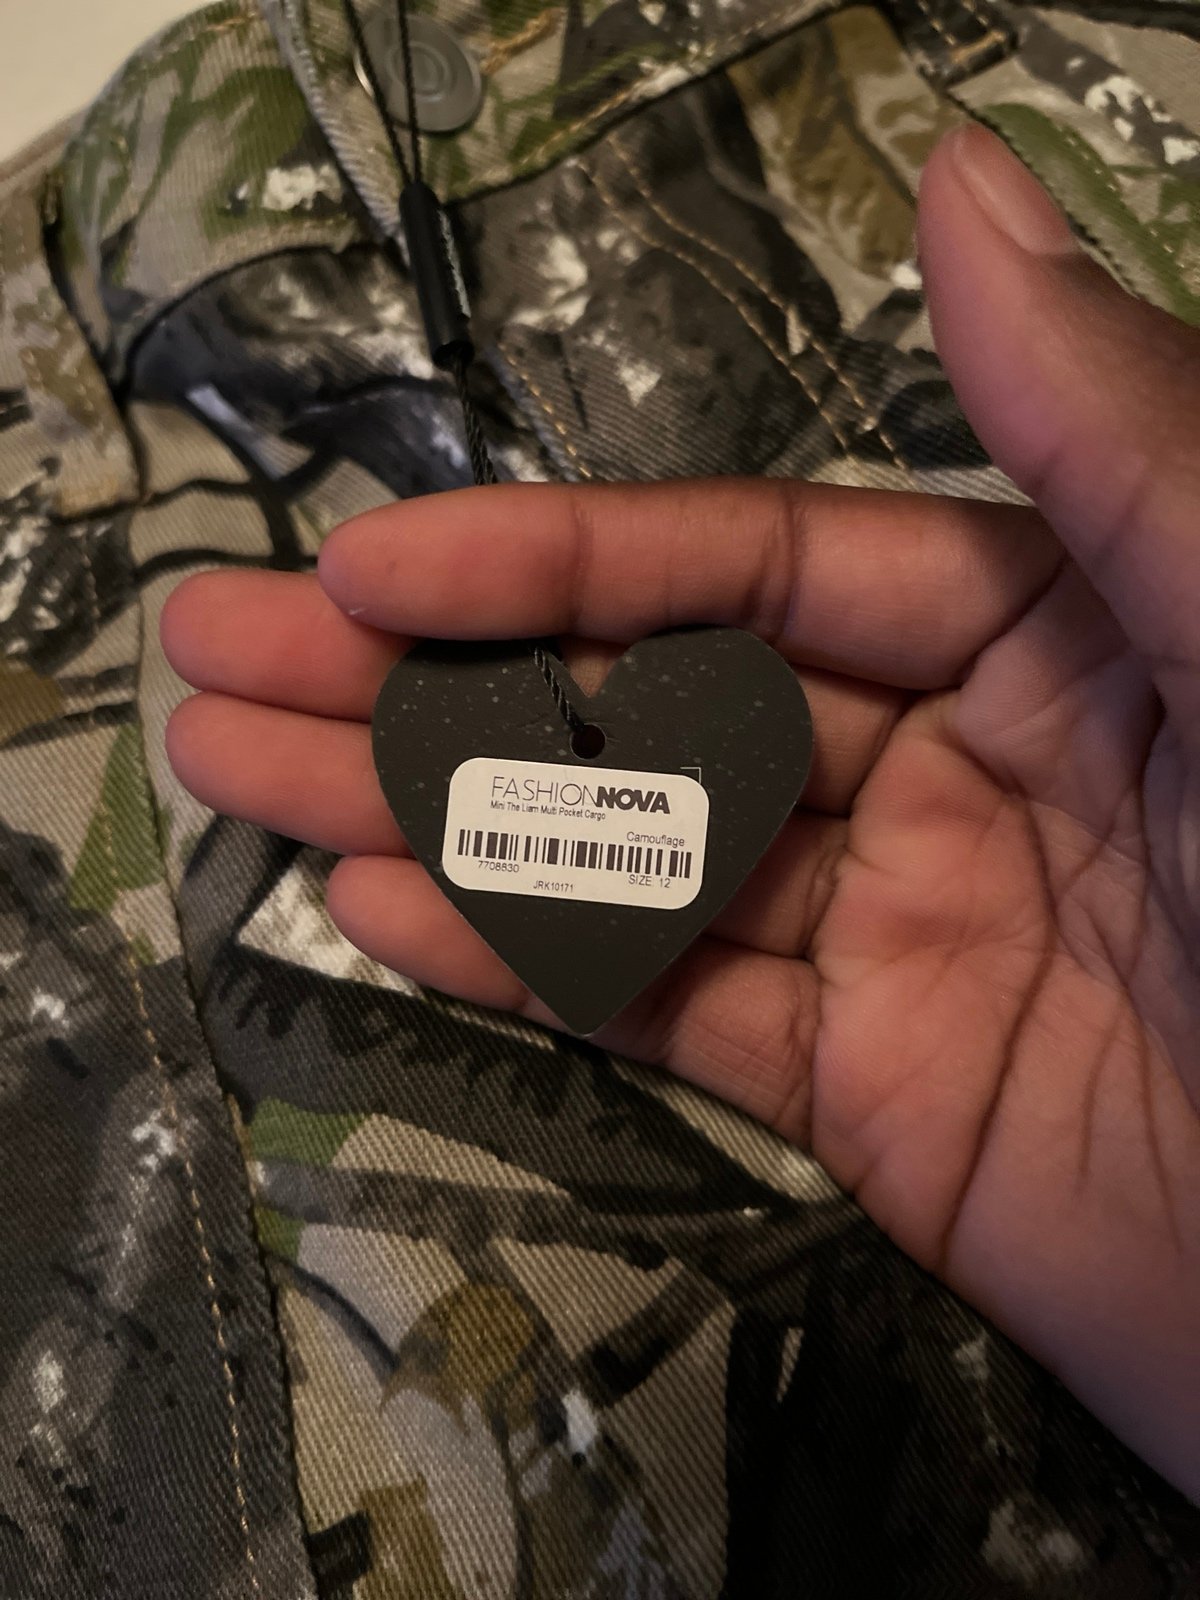 FASHIONNOVA
Mini The Liam Multi Pocket Cargo
Camouflage
7708830
SIZE: 12
JRK10171